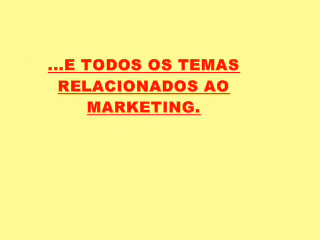 ...E TODOS OS TEMAS
RELACIONADOS AO
MARKETING.